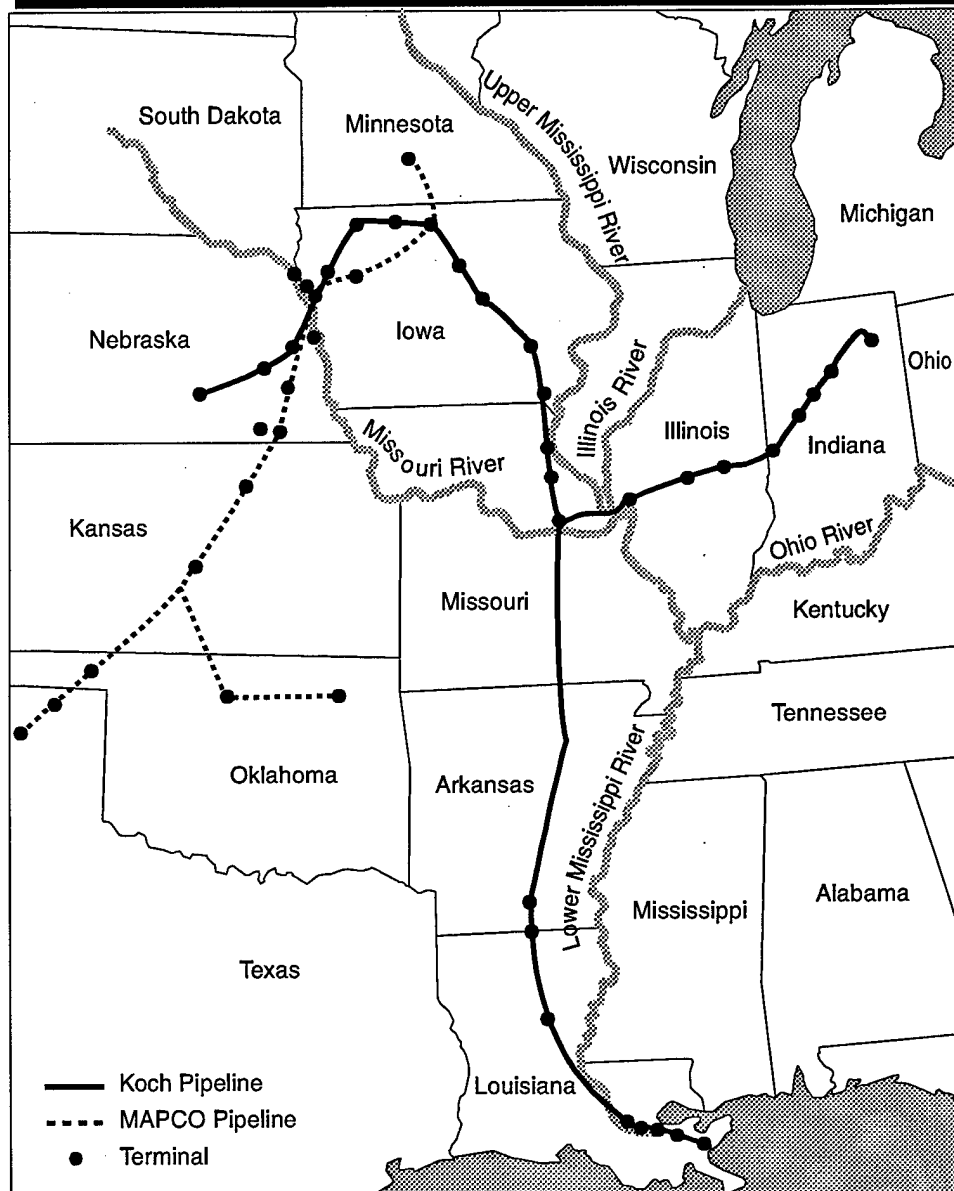 South Dakota
Minnesota
Upper Mississippi River
Wisconsin
Michigan
Nebraska
Iowa
Illinois River
Illinois
Indiana
Ohio
Missouri River
Kansas
Ohio River
Missouri
Kentucky
Tennessee
Oklahoma
Arkansas
Lower Mississippi River
Mississippi
Alabama
Texas
Louisiana
Koch Pipeline
MAPCO Pipeline
Terminal